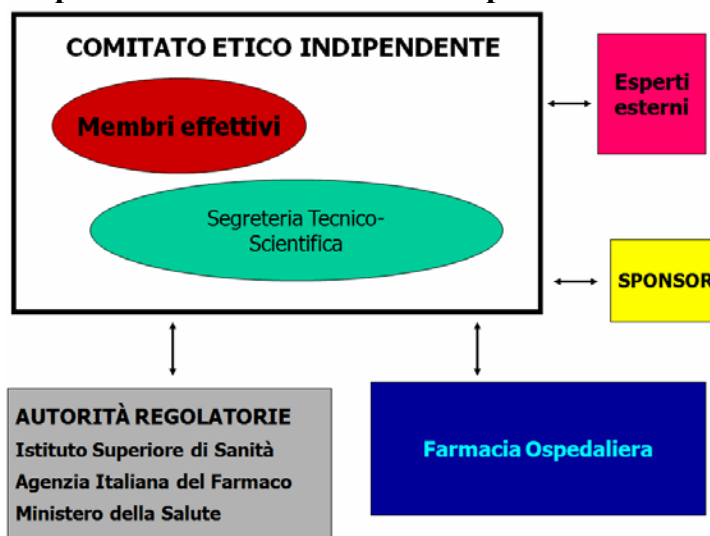 COMITATO ETICO INDIPENDENTE
Membri effettivi
Segreteria Tecnico-
Scientifica
Esperti
esterni
SPONSOR
AUTORITÀ REGOLATORIE
Istituto Superiore di Sanità
Agenzia Italiana del Farmaco
Ministero della Salute
Farmacia Ospedaliera